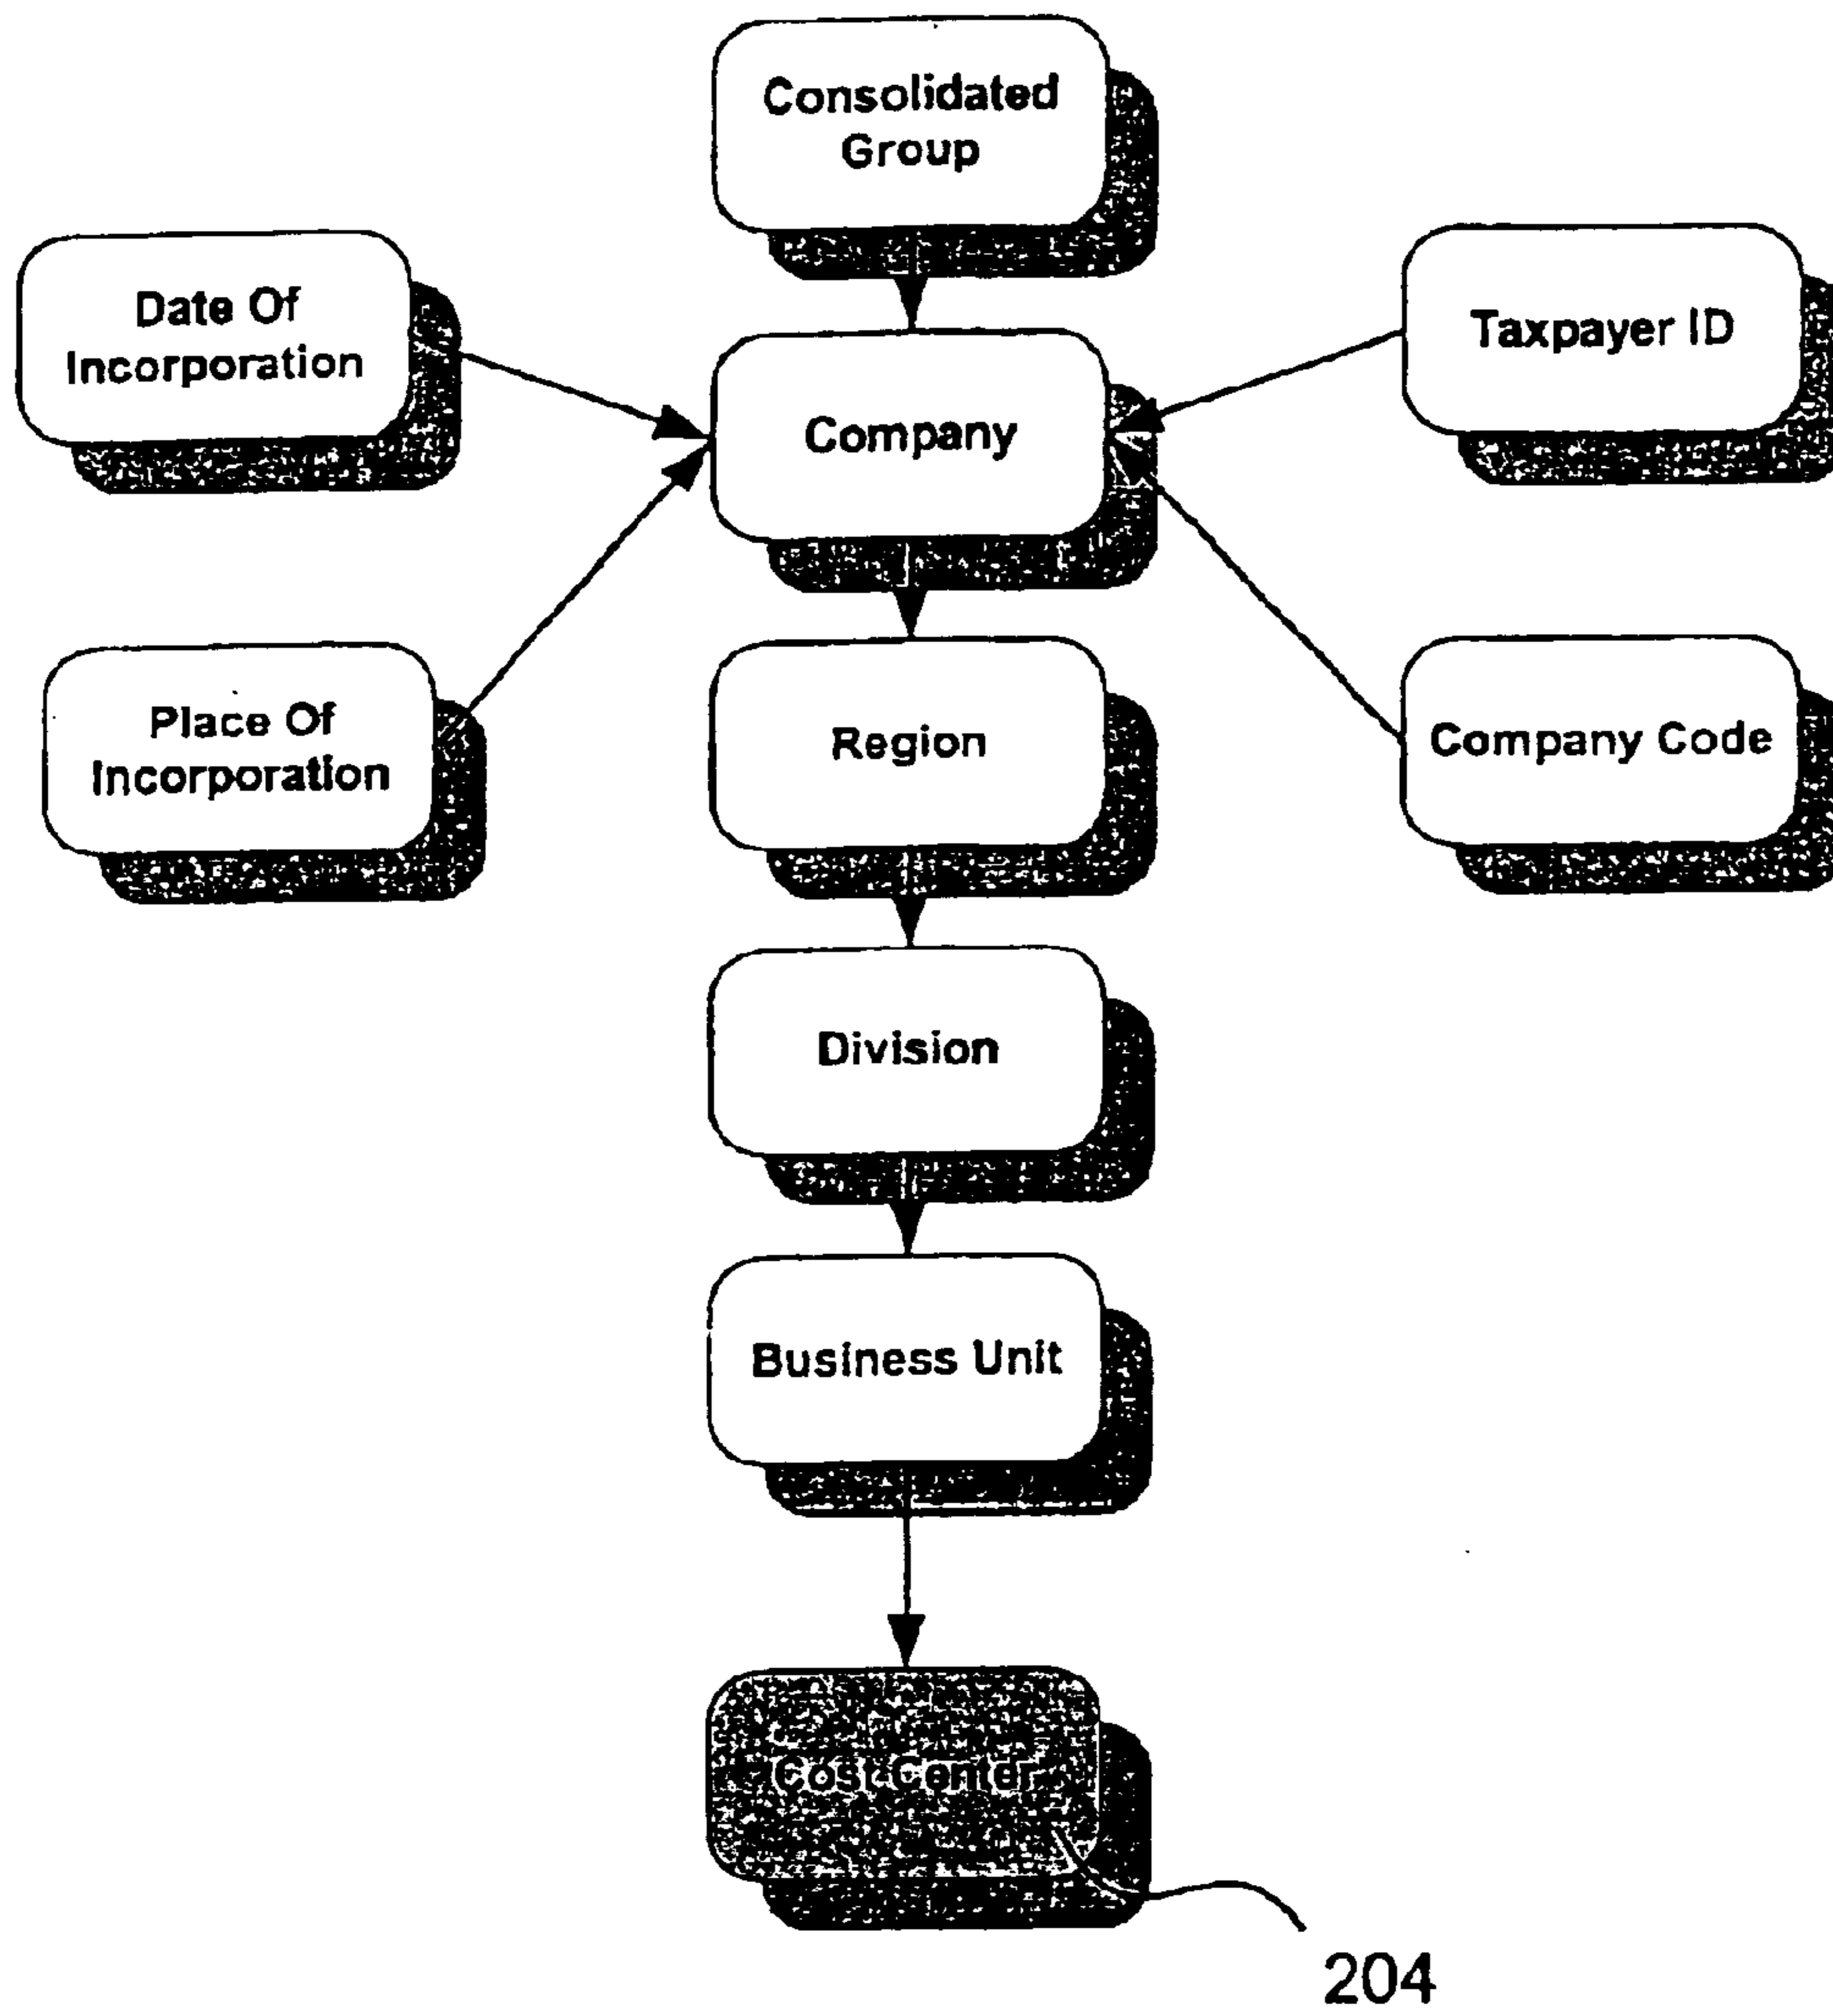 Consolidated
Group
Date Of
Incorporation
Taxpayer ID
Company
Place Of
Incorporation
Region
Company Code
Division
Business Unit
Cost Center
204